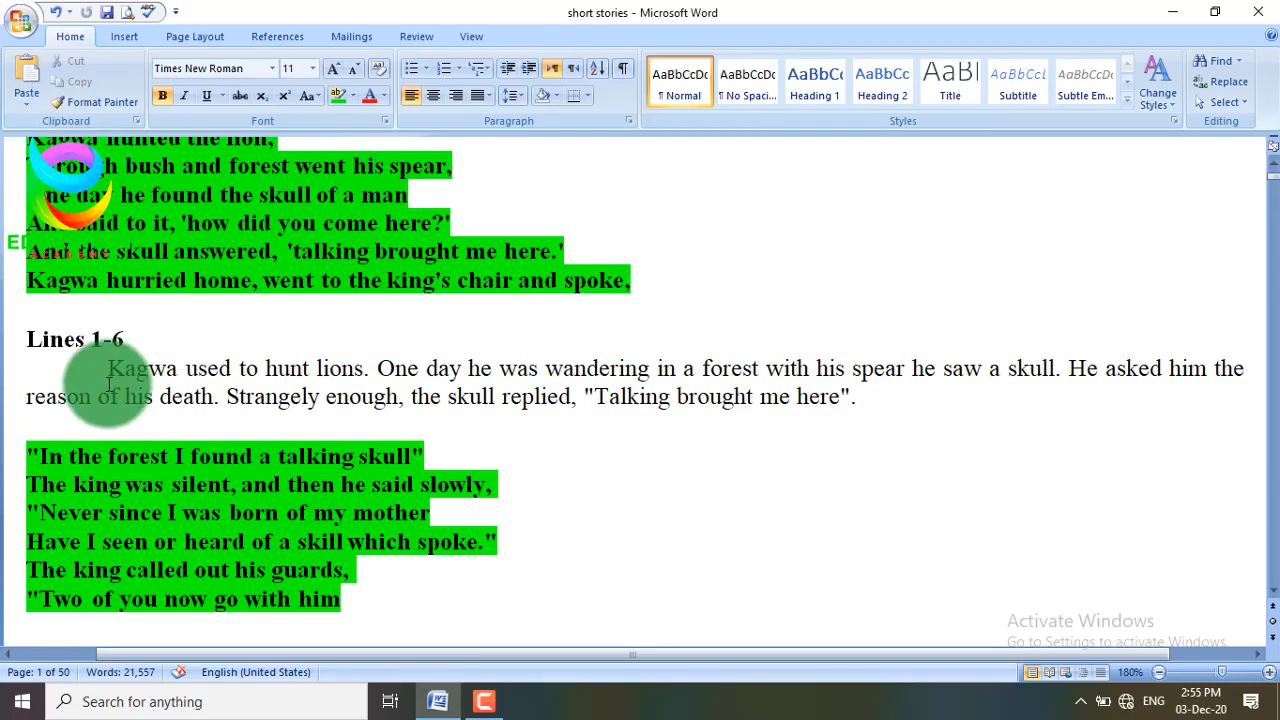 short stories - Microsoft Word
Home Insert Page Layout References Mailings Review View
Cut
Copy
Format Painter
Paste
Clipboard
Times New Roman 11
Font
Paragraph
AaBbCcDc AaBbCcDc AaBbC AaBbCc AaB AaBbCcL AaBbCcDc
¶ Normal ¶ No Spaci... Heading 1 Heading 2 Title Subtitle Subtle Em...
Change Styles
Styles
Find
Replace
Select
Editing
Kagwa hunted the lion,
bush and forest went his spear,
day he found the skull of a man
said to it, 'how did you come here?'
And the skull answered, 'talking brought me here.'
Kagwa hurried home, went to the king's chair and spoke,
Lines 1-6
Kagwa used to hunt lions. One day he was wandering in a forest with his spear he saw a skull. He asked him the
reason of his death. Strangely enough, the skull replied, "Talking brought me here".
"In the forest I found a talking skull"
The king was silent, and then he said slowly,
"Never since I was born of my mother
Have I seen or heard of a skill which spoke."
The king called out his guards,
"Two of you now go with him
Activate Windows
Go to Settings to activate Windows.
Page: 1 of 50 Words: 21,557 English (United States) 180%
Search for anything
ENG
2:55 PM
03-Dec-20